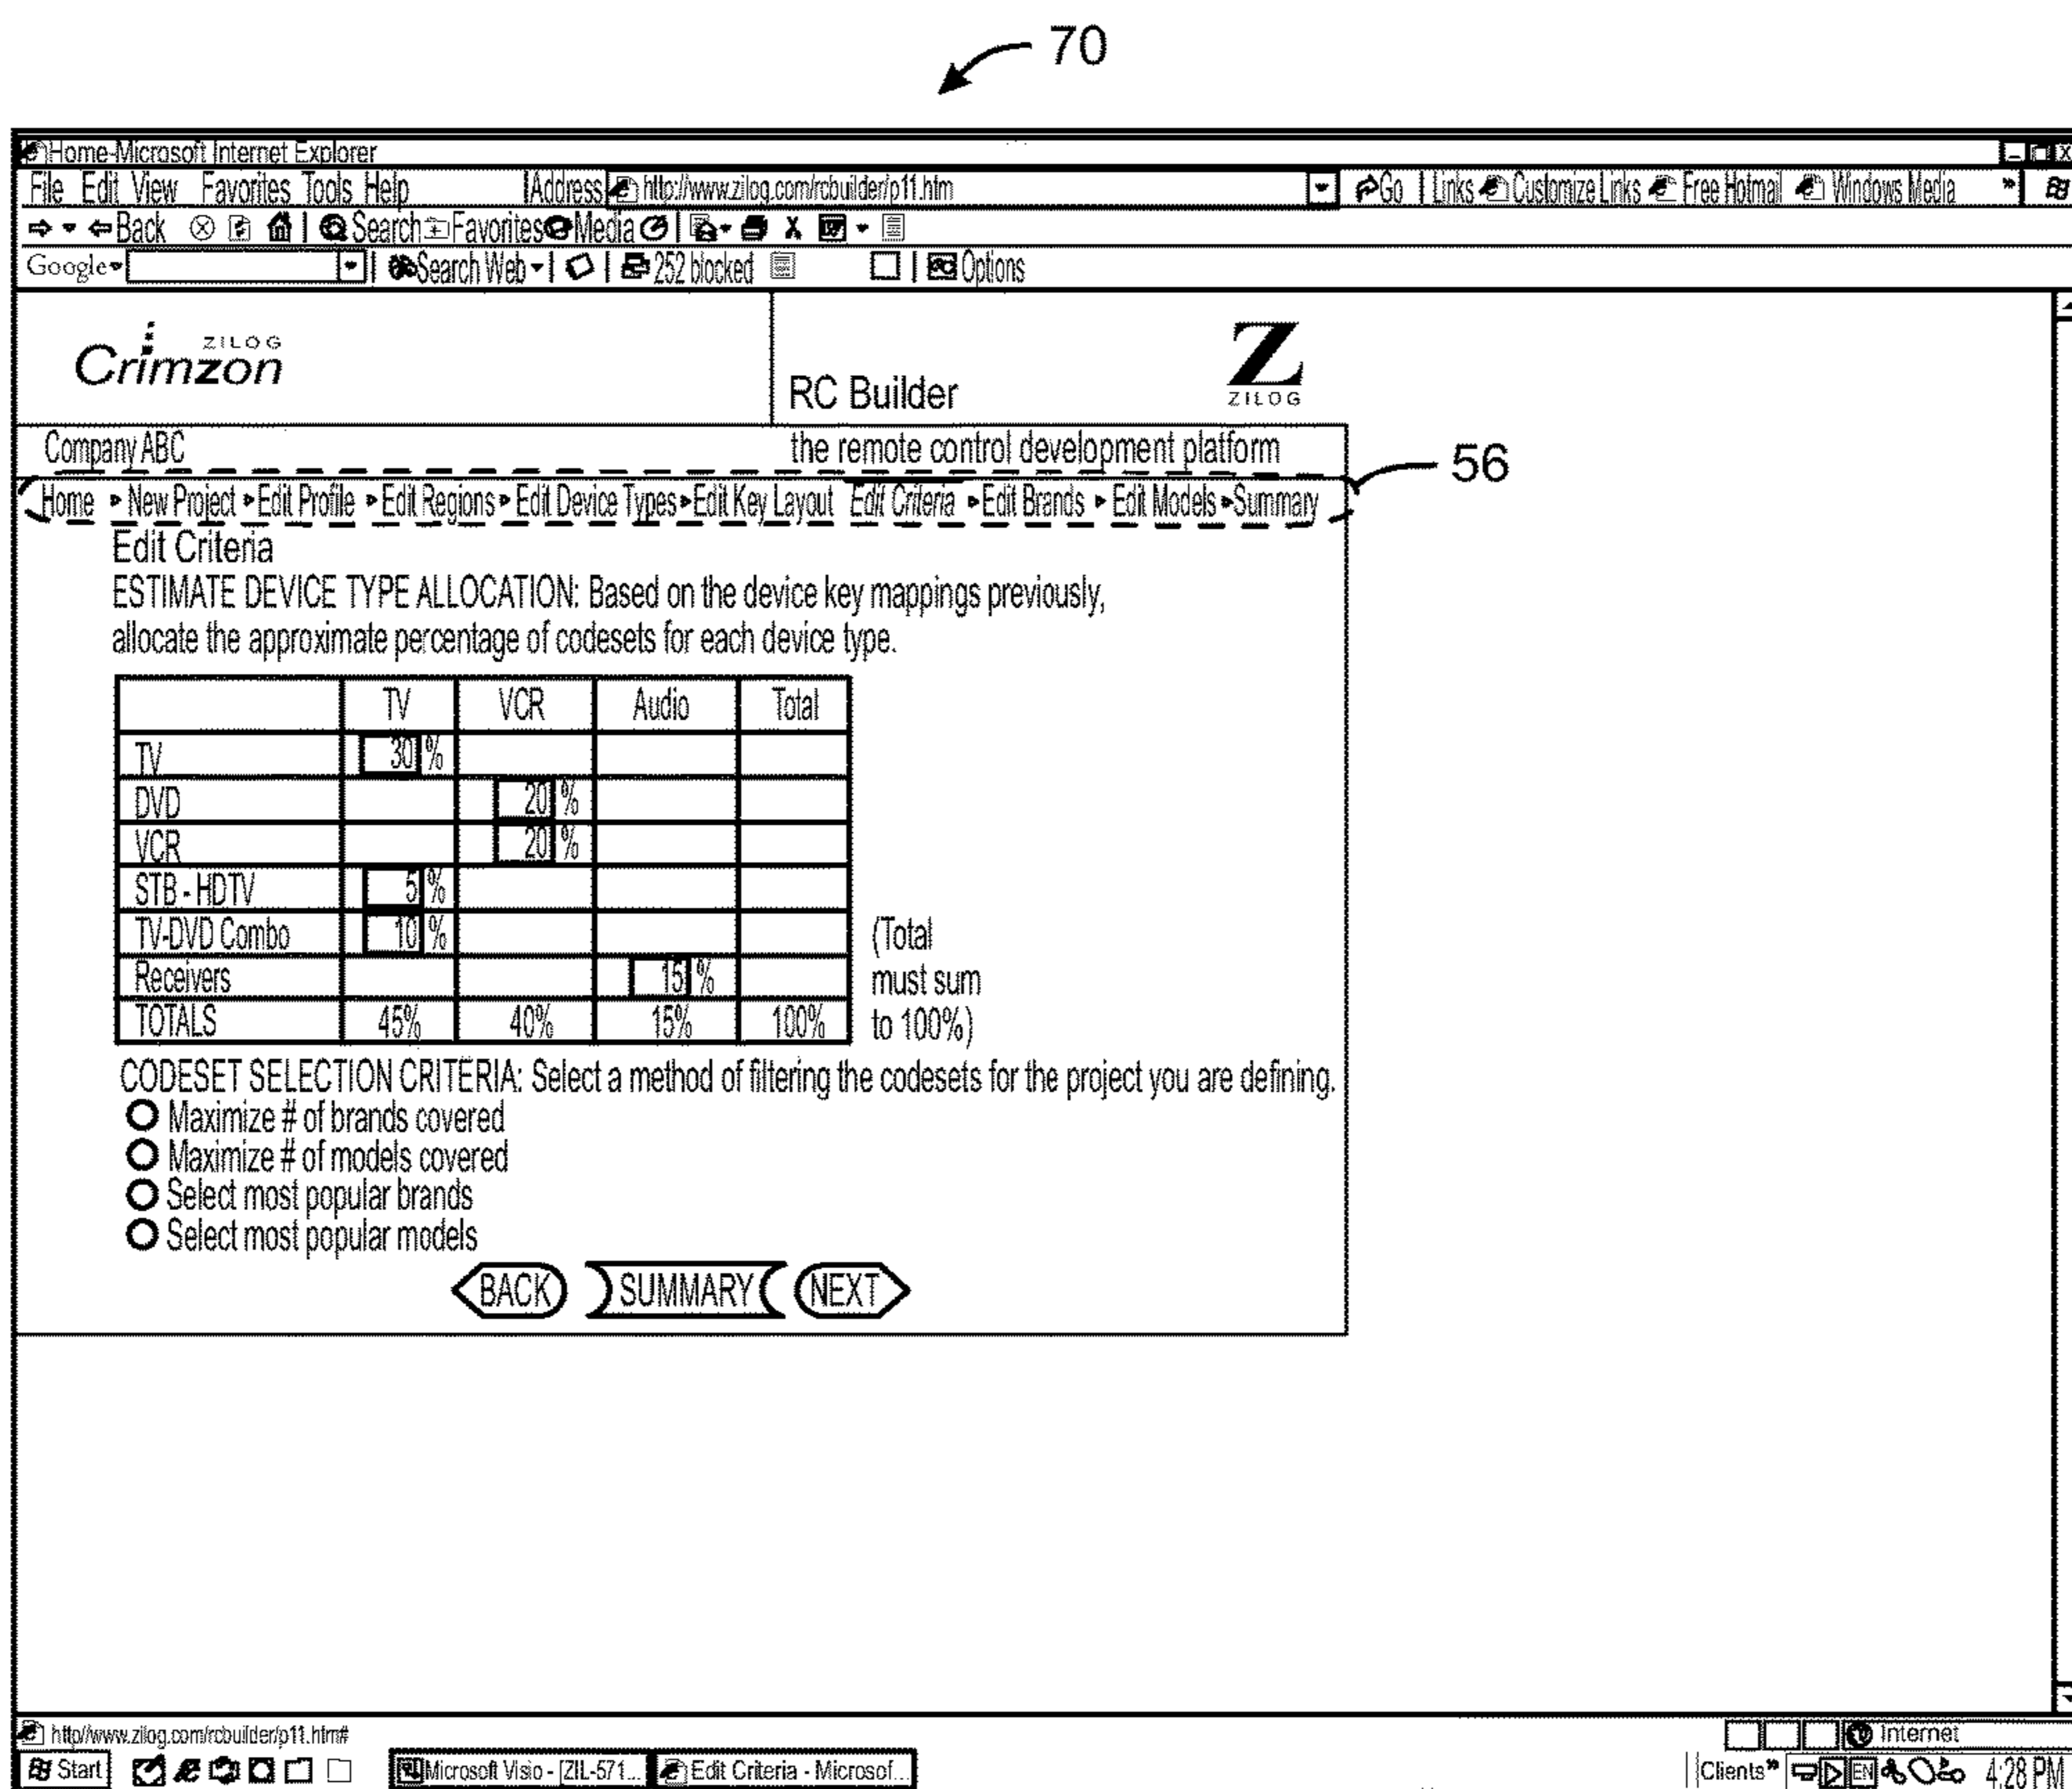 70
Home-Microsoft Internet Explorer
File Edit View Favorites Tools Help Address http://www.zilog.com/rcbuilder/p11.htm Go Links Customize Links Free Hotmail Windows Media »
Back Search Favorites Media
Google Search Web 252 blocked Options
ZILOG
Crimzon
RC Builder
Z
ZILOG
Company ABC the remote control development platform
56
Home ▸ New Project ▸ Edit Profile ▸ Edit Regions ▸ Edit Device Types ▸ Edit Key Layout Edit Criteria ▸ Edit Brands ▸ Edit Models ▸ Summary
Edit Criteria
ESTIMATE DEVICE TYPE ALLOCATION: Based on the device key mappings previously,
allocate the approximate percentage of codesets for each device type.
TV VCR Audio Total
TV 30 %
DVD 20 %
VCR 20 %
STB - HDTV 5 %
TV-DVD Combo 10 %
Receivers 15 %
TOTALS 45% 40% 15% 100%
(Total
must sum
to 100%)
CODESET SELECTION CRITERIA: Select a method of filtering the codesets for the project you are defining.
Maximize # of brands covered
Maximize # of models covered
Select most popular brands
Select most popular models
BACK SUMMARY NEXT
http//www.zilog.com/rcbuilder/p11.htm# Internet
Start Microsoft Visio - [ZIL-571... Edit Criteria - Microsof... Clients» EN 4:28 PM